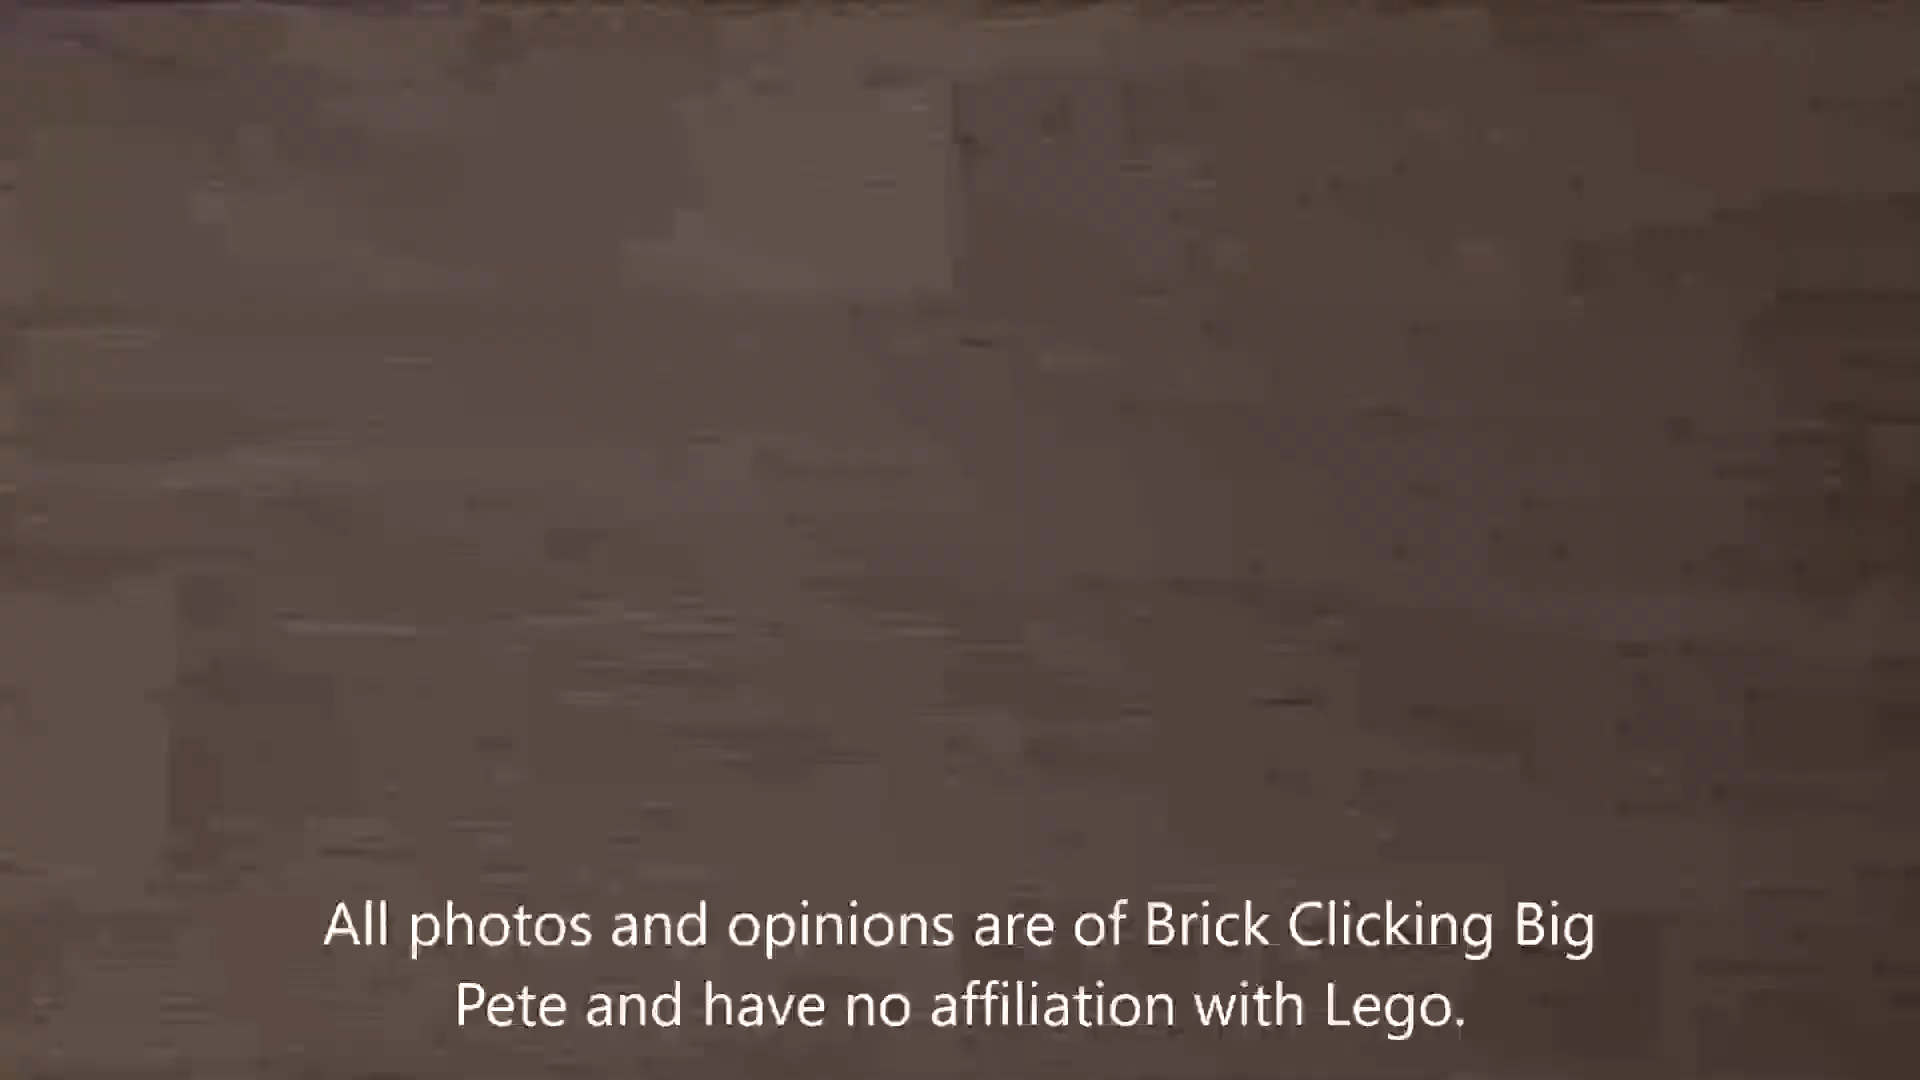 All photos and opinions are of Brick Clicking Big
Pete and have no affiliation with Lego.